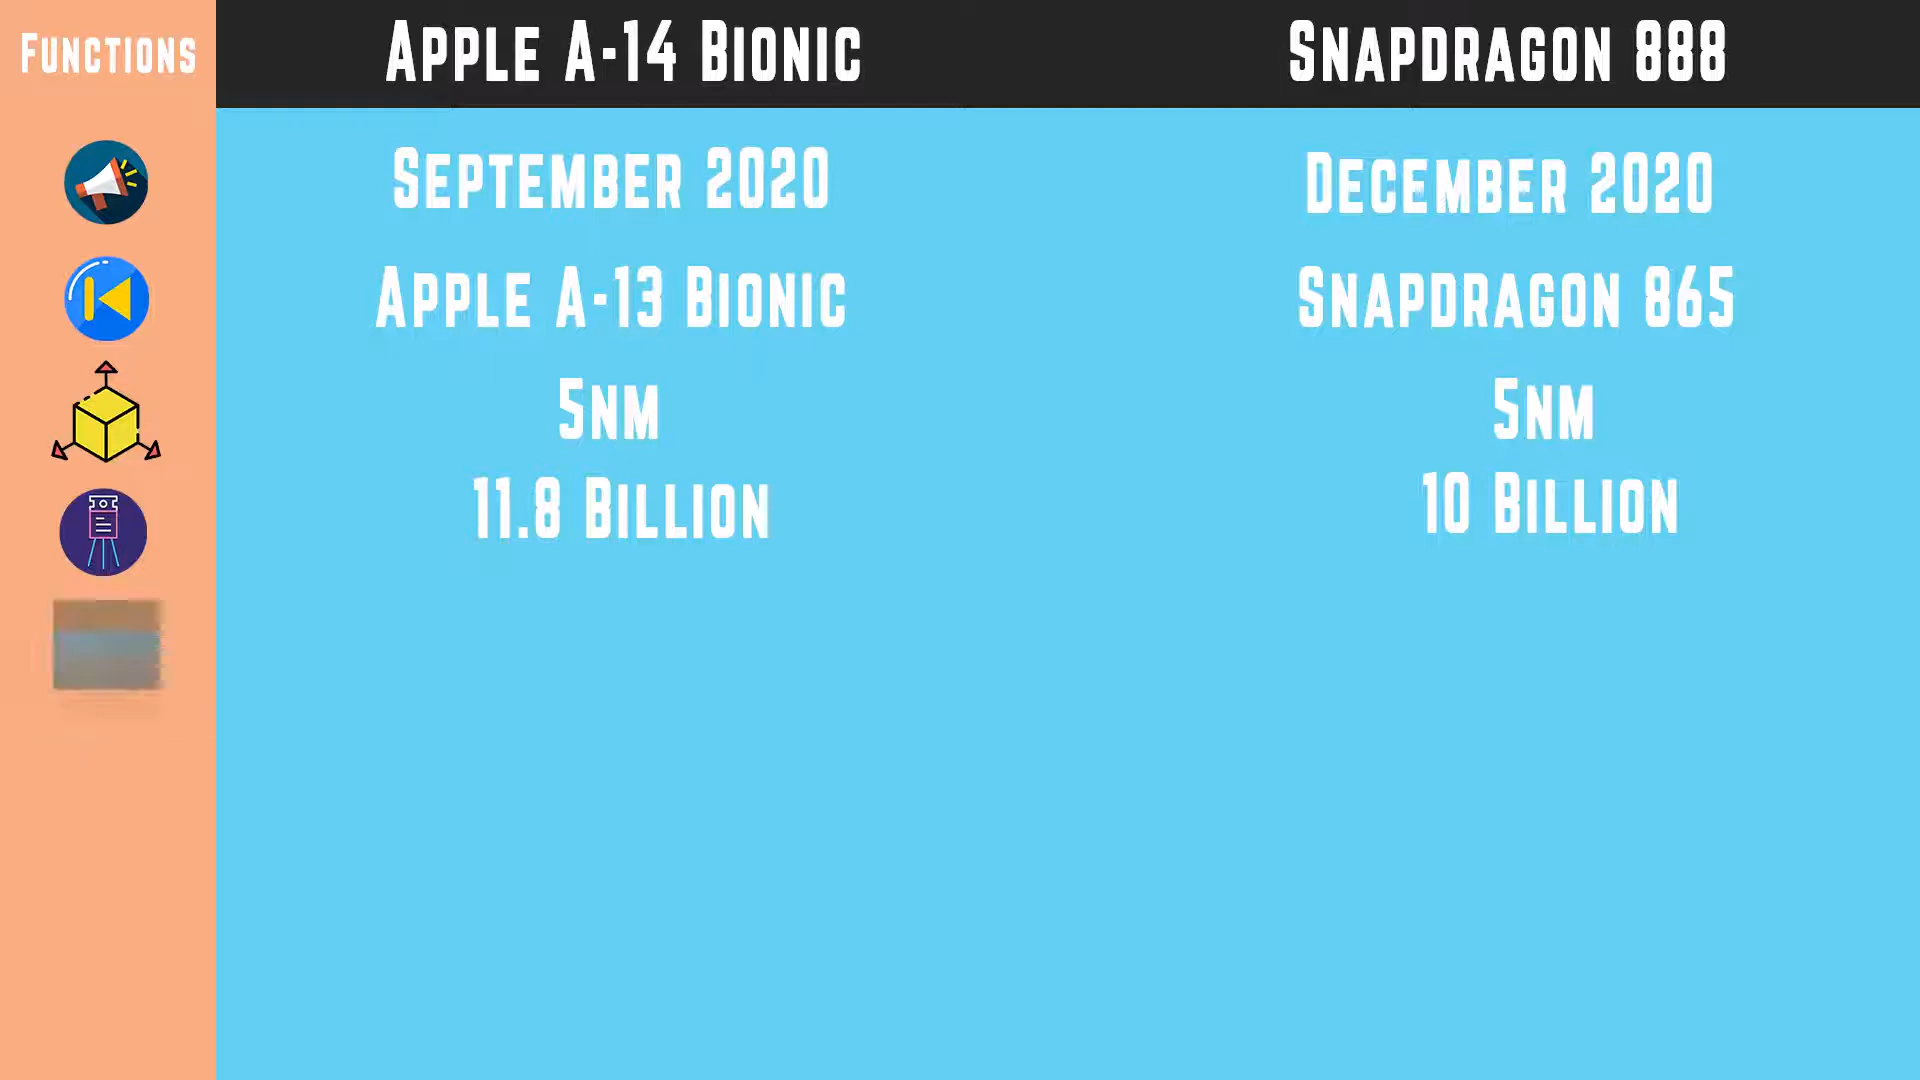 Functions
Apple A-14 Bionic
Snapdragon 888
September 2020
December 2020
Apple A-13 Bionic
Snapdragon 865
5nm
5nm
11.8 Billion
10 Billion